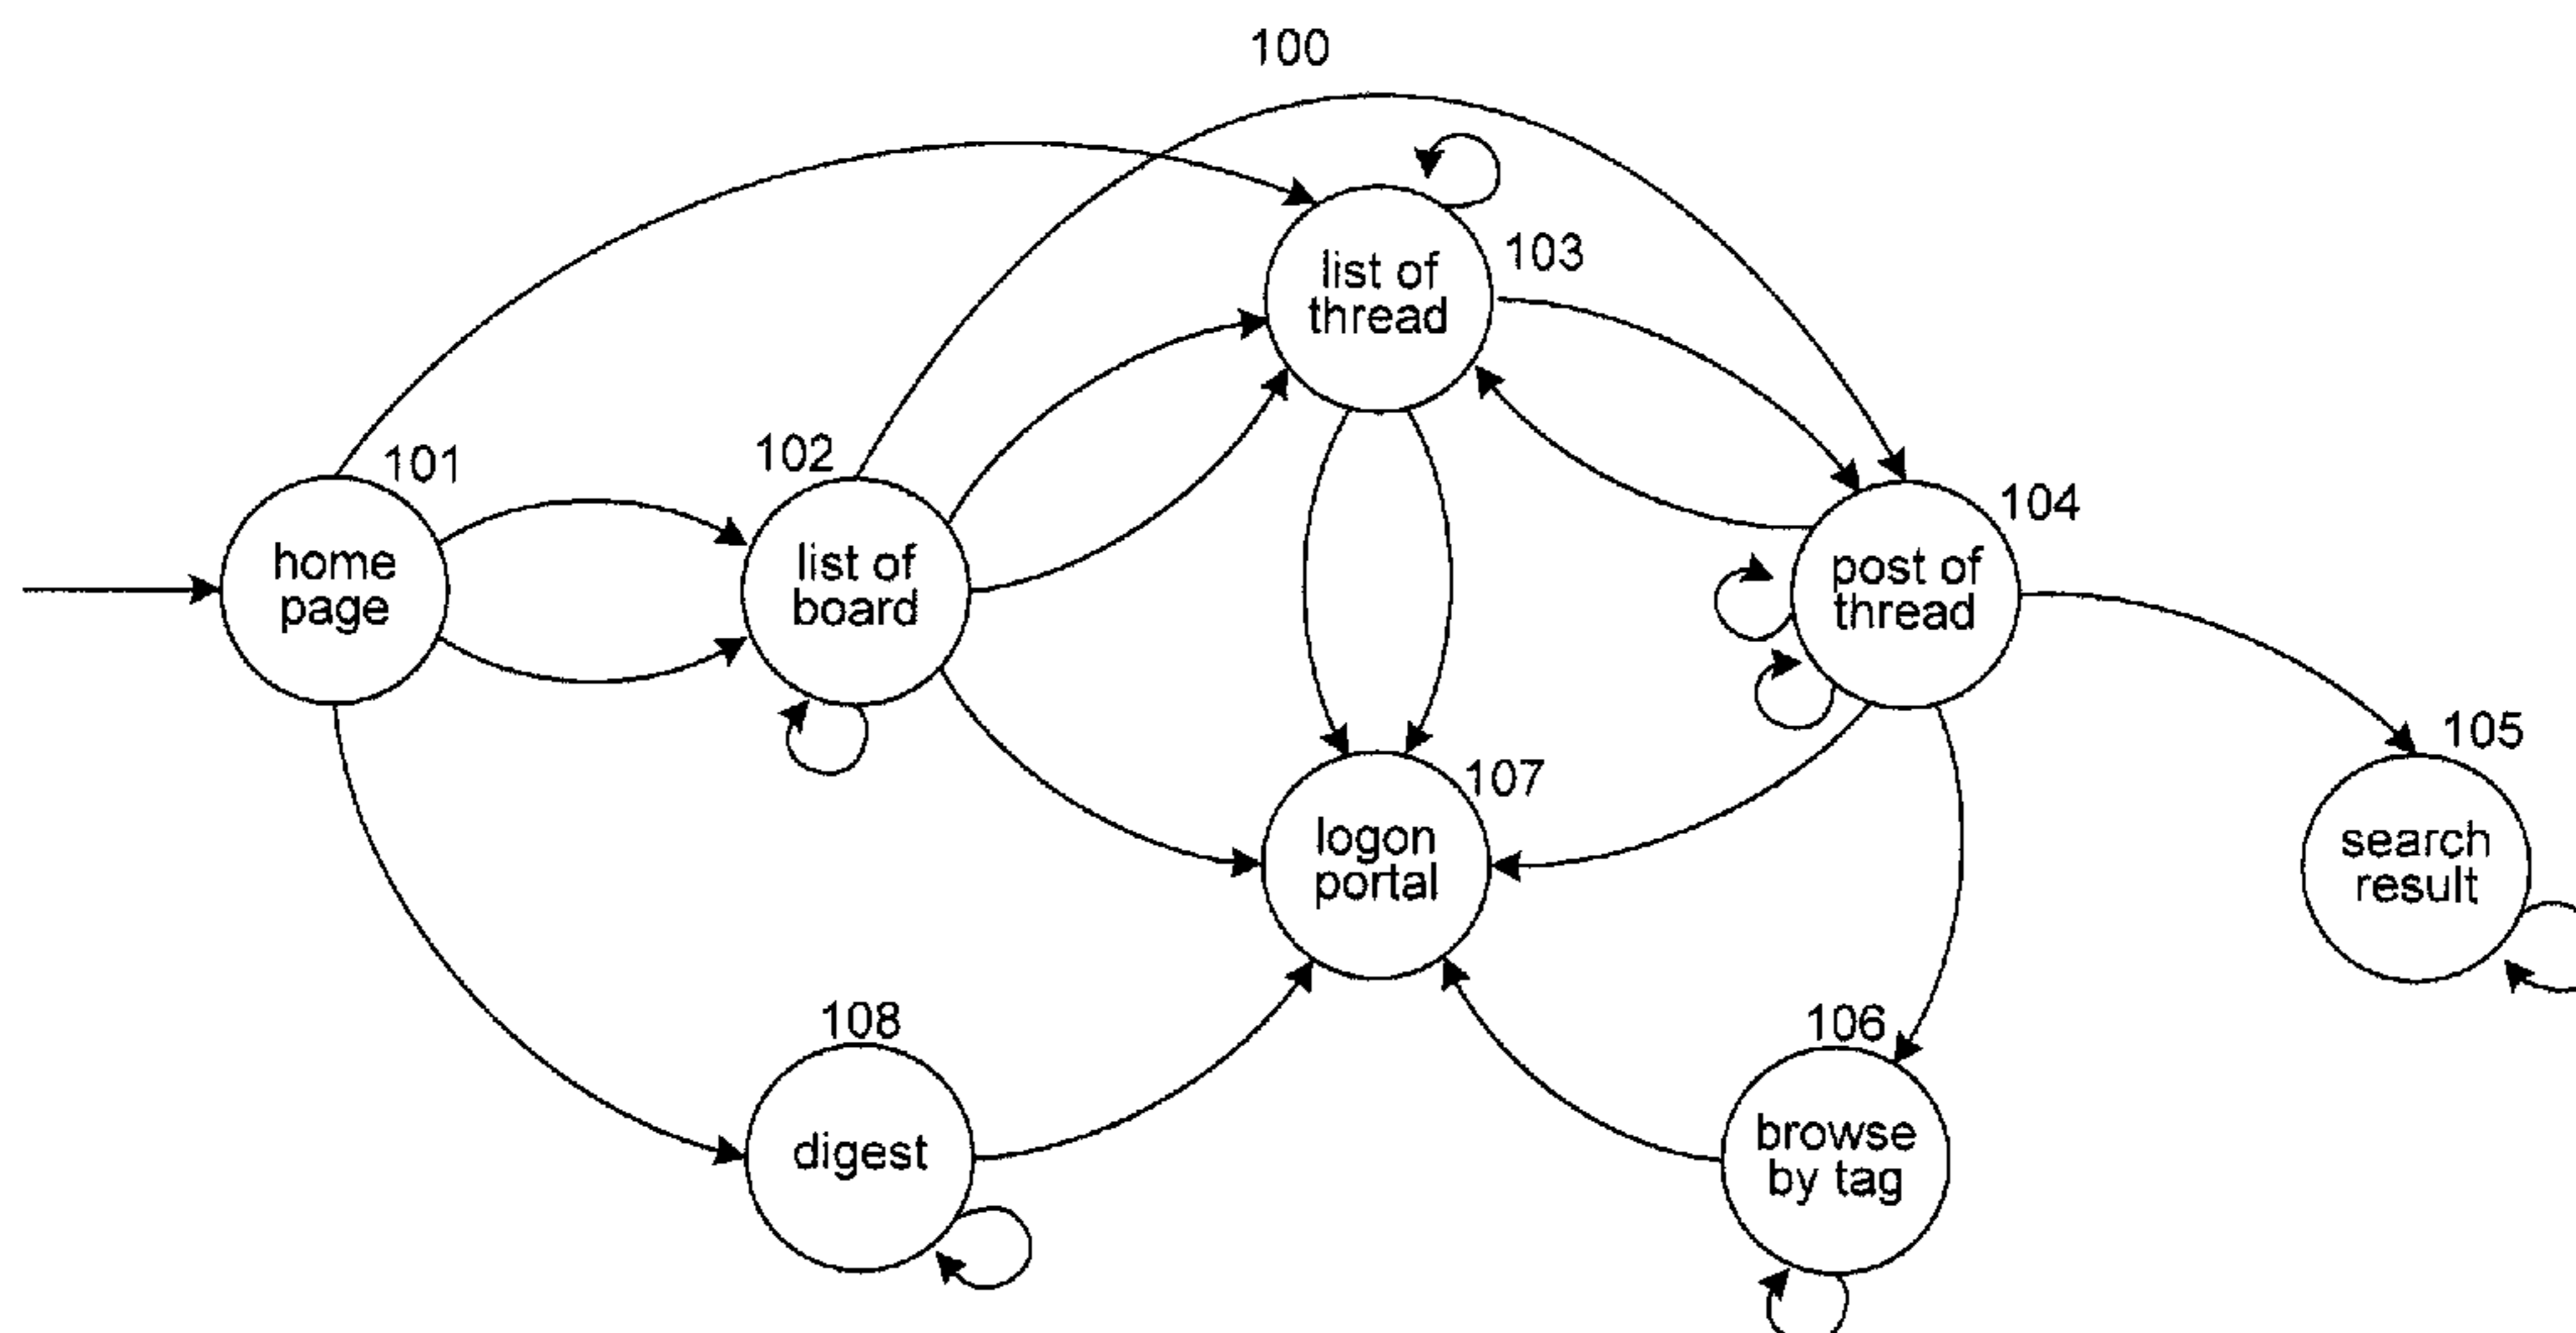 100
103
list of
thread
101
102
104
home
page
list of
board
post of
thread
105
107
logon
portal
search
result
108
106
digest
browse
by tag